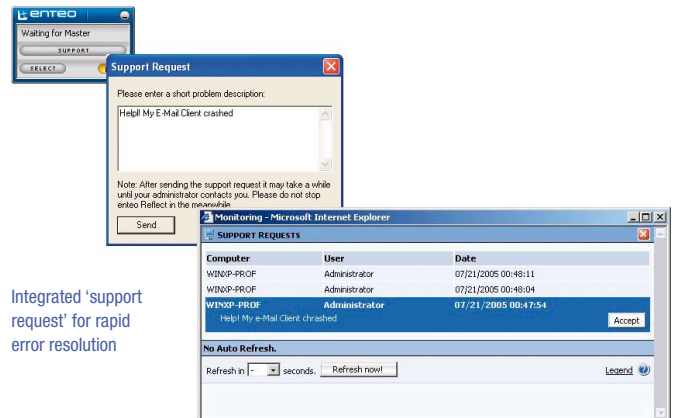 enteo
Waiting for Master
SUPPORT
SELECT
Support Request
Please enter a short problem description:
Help!! My E-Mail Client crashed
Note: After sending the support request it may take a while
until your administrator contacts you. Please do not stop
enteo Reflect in the meanwhile.
Send
Monitoring - Microsoft Internet Explorer
SUPPORT REQUESTS
Computer User Date
WINXP-PROF Administrator 07/21/2005 00:48:11
WINXP-PROF Administrator 07/21/2005 00:48:04
WINXP-PROF Administrator 07/21/2005 00:47:54
Help! My e-Mail Client chrashed
Accept
No Auto Refresh.
Refresh in - seconds. Refresh now! Legend
Integrated ‘support
request’ for rapid
error resolution